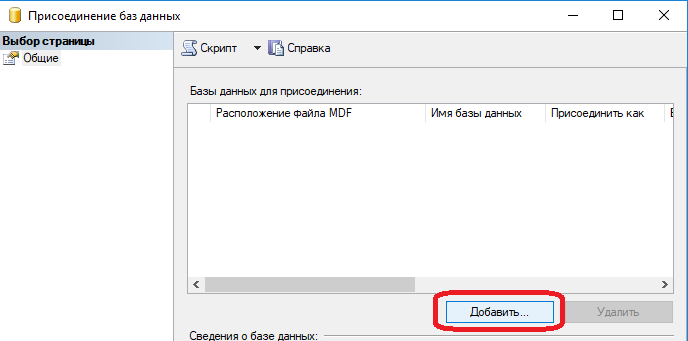 Присоединение баз данных
Выбор страницы
Общие
Скрипт
Справка
Базы данных для присоединения:
Расположение файла MDF
Имя базы данных
Присоединить как
Добавить...
Удалить
Сведения о базе данных: